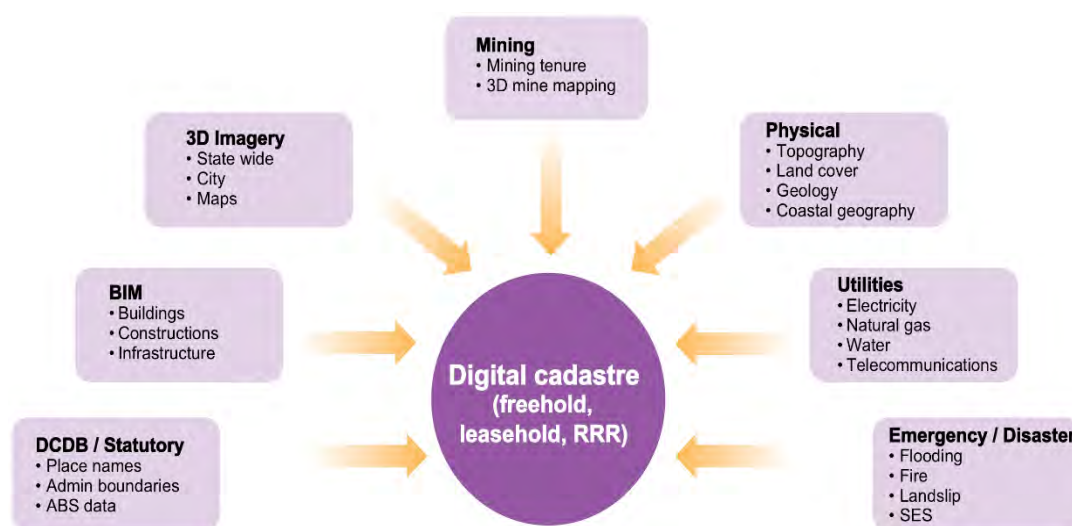 Mining
• Mining tenure
• 3D mine mapping
3D Imagery
• State wide
• City
• Maps
Physical
• Topography
• Land cover
• Geology
• Coastal geography
BIM
• Buildings
• Constructions
• Infrastructure
Utilities
• Electricity
• Natural gas
• Water
• Telecommunications
Digital cadastre
(freehold,
leasehold, RRR)
DCDB / Statutory
• Place names
• Admin boundaries
• ABS data
Emergency / Disaster
• Flooding
• Fire
• Landslip
• SES